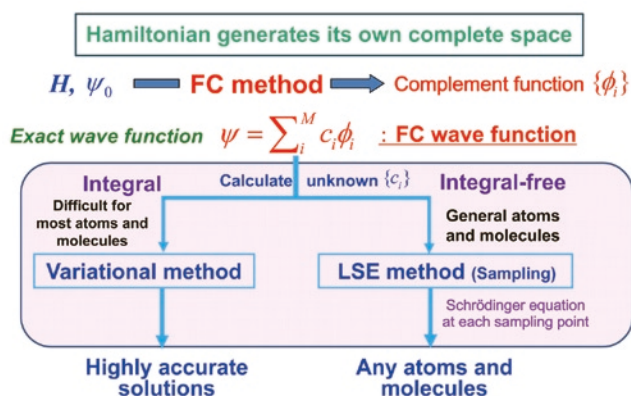 Hamiltonian generates its own complete space
H, ψ₀ FC method Complement function {ϕᵢ}
Exact wave function ψ = ∑ᵢᴹ cᵢϕᵢ : FC wave function
Integral Calculate unknown {cᵢ} Integral-free
Difficult for
most atoms and
molecules
General atoms
and molecules
Variational method LSE method (Sampling)
Schrödinger equation
at each sampling point
Highly accurate
solutions
Any atoms and
molecules